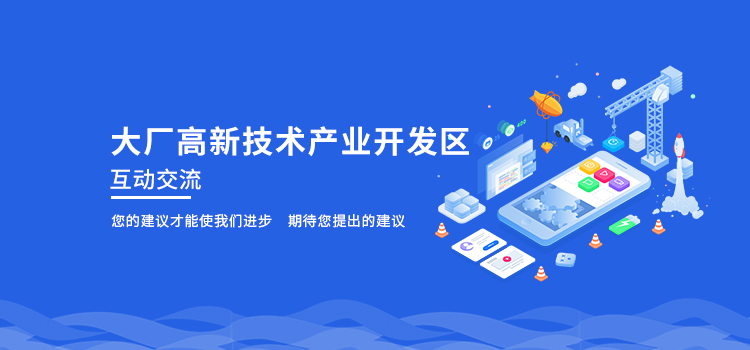 大厂高新技术产业开发区
互动交流
您的建议才能使我们进步　期待您提出的建议